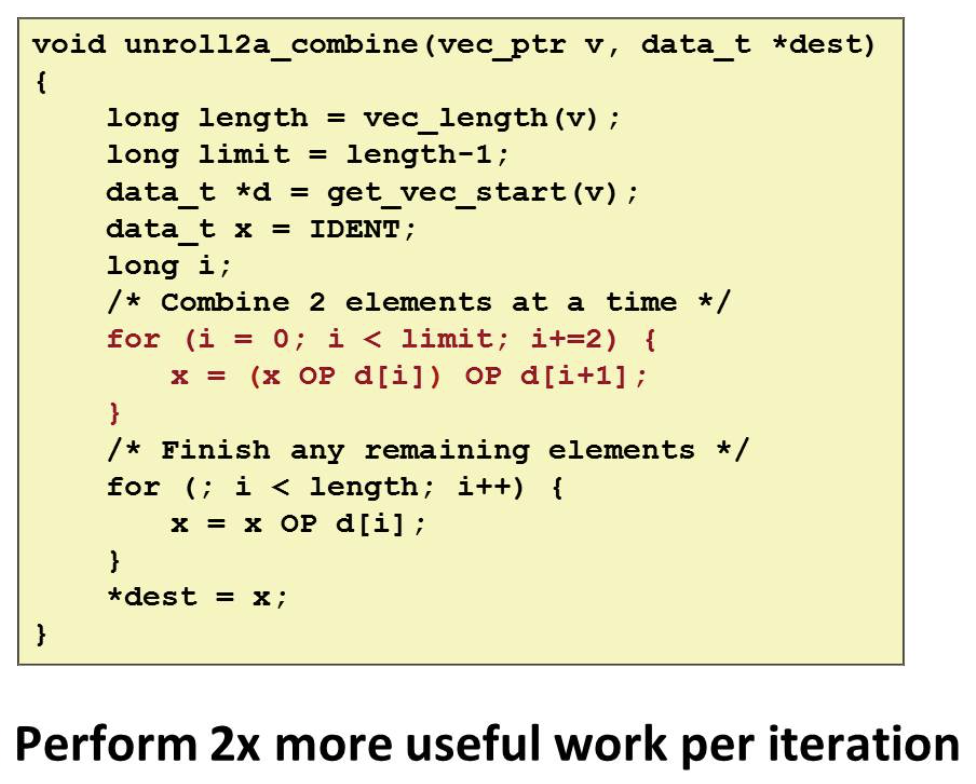 void unroll2a_combine(vec_ptr v, data_t *dest)
{
    long length = vec_length(v);
    long limit = length-1;
    data_t *d = get_vec_start(v);
    data_t x = IDENT;
    long i;
    /* Combine 2 elements at a time */
    for (i = 0; i < limit; i+=2) {
       x = (x OP d[i]) OP d[i+1];
    }
    /* Finish any remaining elements */
    for (; i < length; i++) {
       x = x OP d[i];
    }
    *dest = x;
}
Perform 2x more useful work per iteration